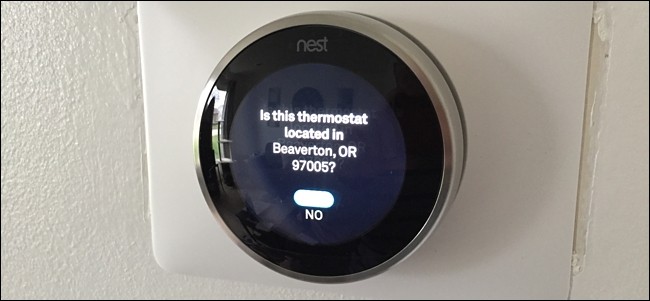 nest
Is this thermostat
located in
Beaverton, OR
97005?
NO